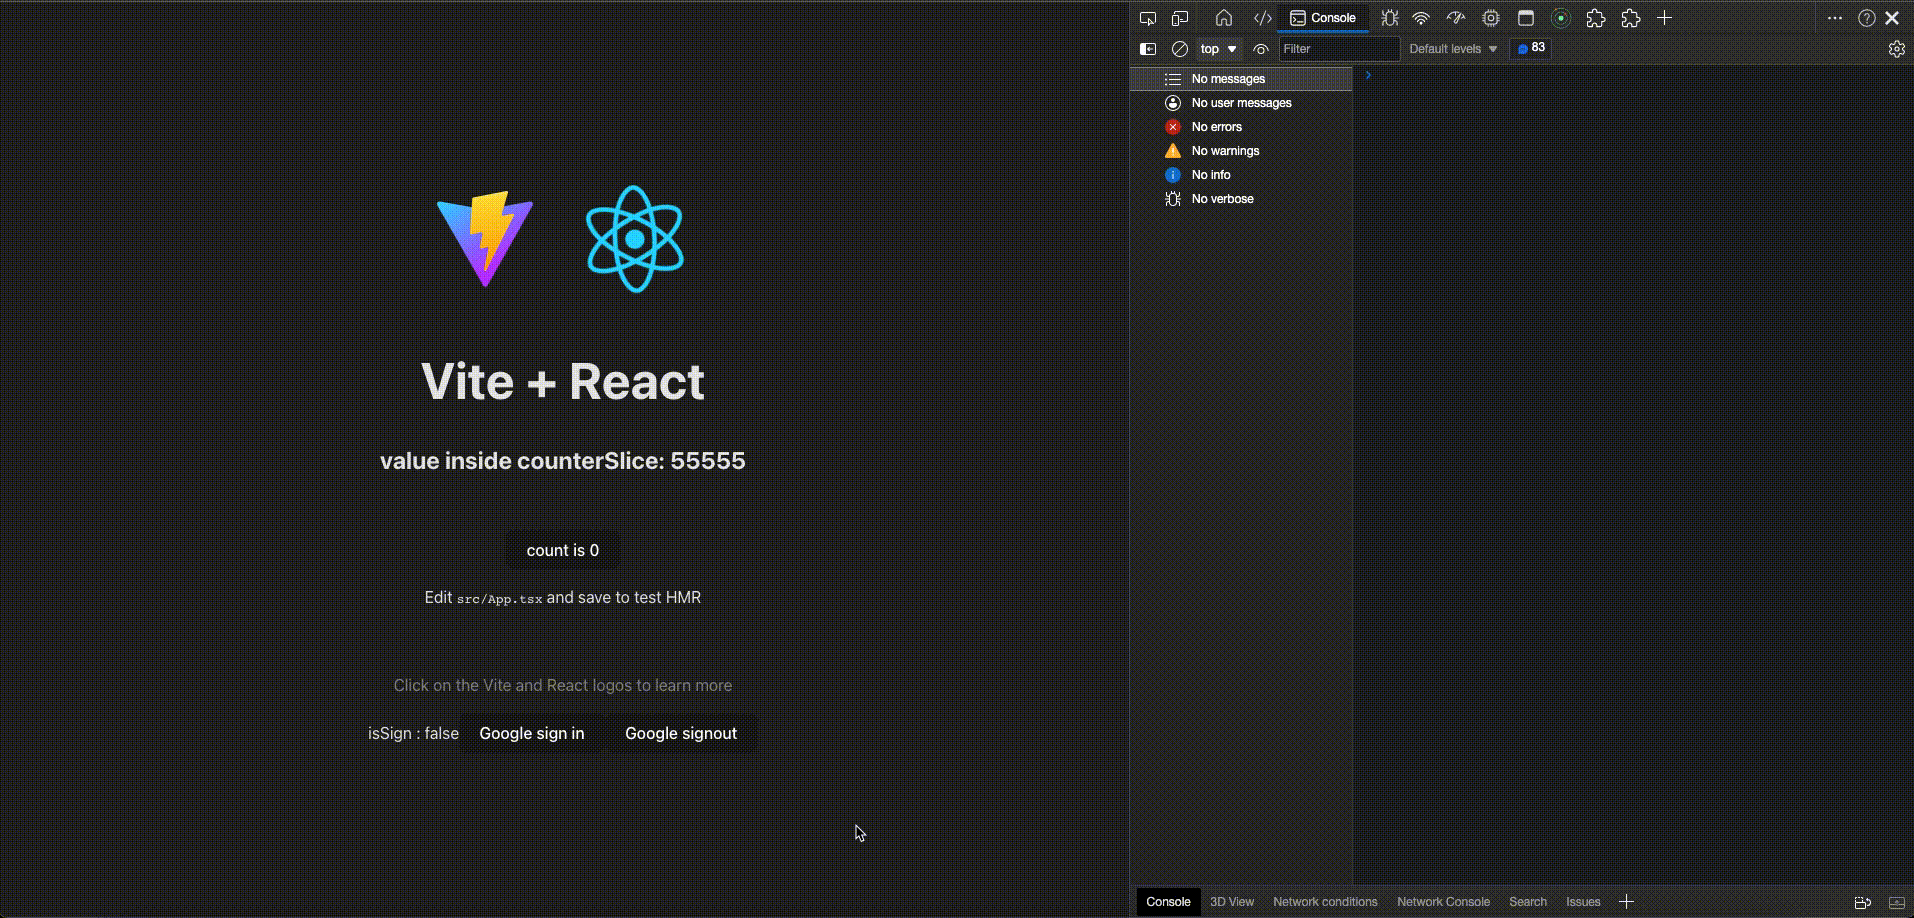 Vite + React
value inside counterSlice: 55555
count is 0
Edit src/App.tsx and save to test HMR
Click on the Vite and React logos to learn more
isSign : false Google sign in Google signout
Console
top Filter Default levels 83
No messages
No user messages
No errors
No warnings
No info
No verbose
Console 3D View Network conditions Network Console Search Issues